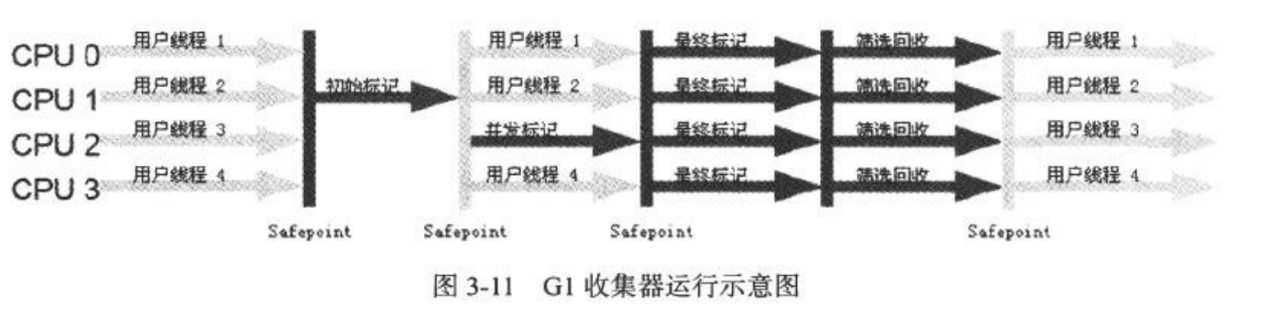 CPU 0 用户线程 1 用户线程 1 最终标记 筛选回收 用户线程 1
CPU 1 用户线程 2 初始标记 用户线程 2 最终标记 筛选回收 用户线程 2
CPU 2 用户线程 3 并发标记 最终标记 筛选回收 用户线程 3
CPU 3 用户线程 4 用户线程 4 最终标记 筛选回收 用户线程 4
Safepoint Safepoint Safepoint Safepoint
图 3-11 G1 收集器运行示意图